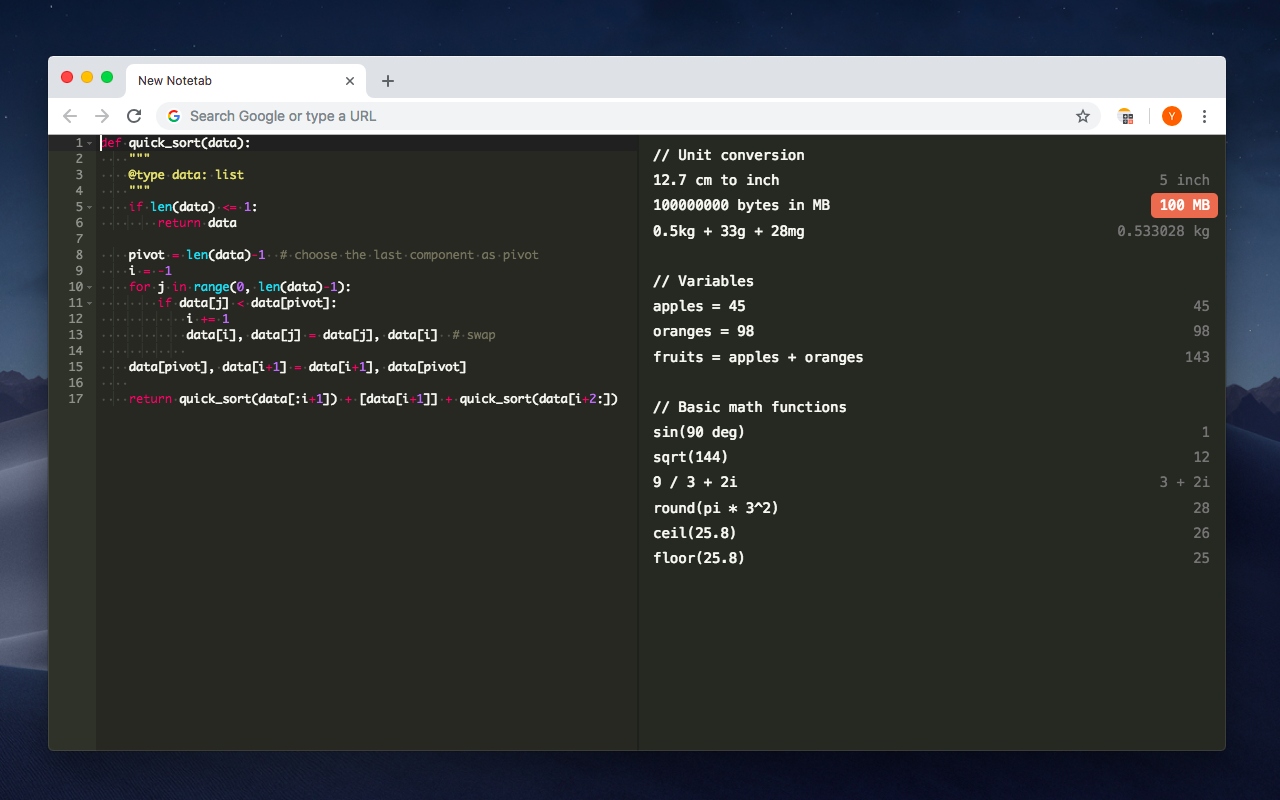 New Notetab
Search Google or type a URL
Y
1 def quick_sort(data):
2 """
3 @type data: list
4 """
5 if len(data) <= 1:
6 return data
7
8 pivot = len(data)-1 # choose the last component as pivot
9 i = -1
10 for j in range(0, len(data)-1):
11 if data[j] < data[pivot]:
12 i += 1
13 data[i], data[j] = data[j], data[i] # swap
14
15 data[pivot], data[i+1] = data[i+1], data[pivot]
16
17 return quick_sort(data[:i+1]) + [data[i+1]] + quick_sort(data[i+2:])
// Unit conversion
12.7 cm to inch 5 inch
100000000 bytes in MB 100 MB
0.5kg + 33g + 28mg 0.533028 kg
// Variables
apples = 45 45
oranges = 98 98
fruits = apples + oranges 143
// Basic math functions
sin(90 deg) 1
sqrt(144) 12
9 / 3 + 2i 3 + 2i
round(pi * 3^2) 28
ceil(25.8) 26
floor(25.8) 25